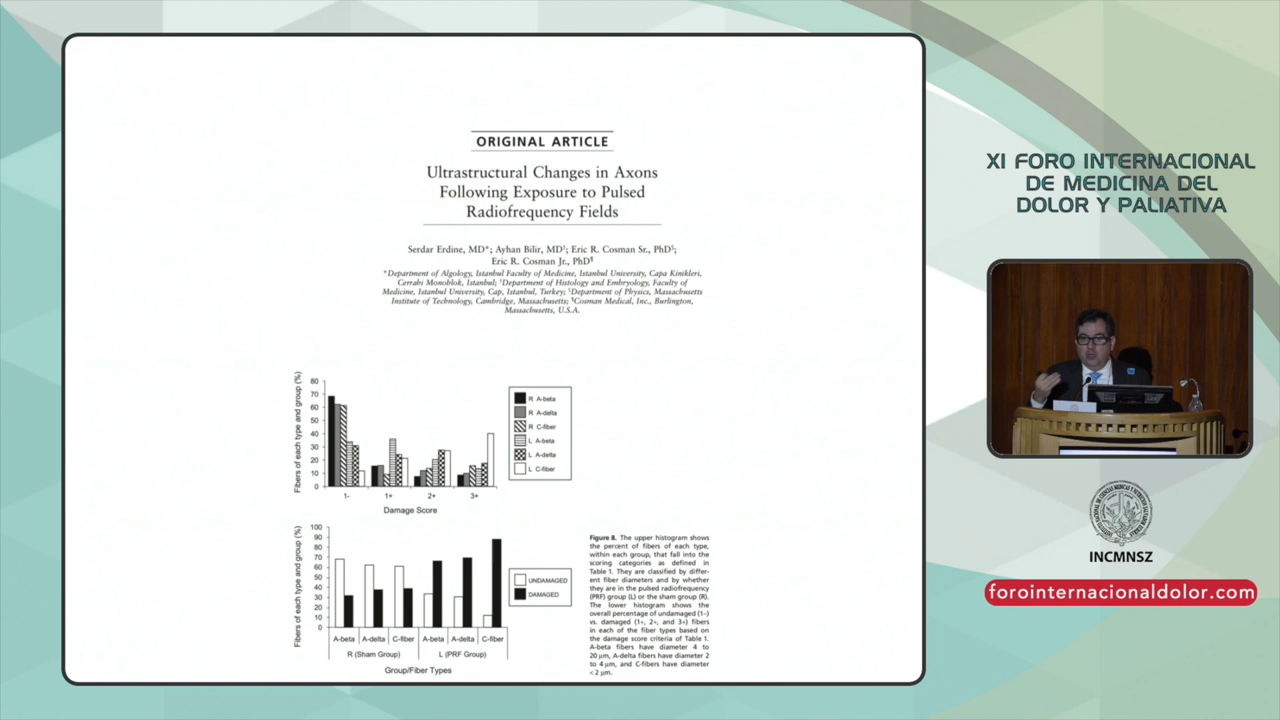 ORIGINAL ARTICLE
Ultrastructural Changes in Axons
Following Exposure to Pulsed
Radiofrequency Fields
Serdar Erdine, MD*; Ayhan Bilir, MD†; Eric R. Cosman Sr., PhD‡;
Eric R. Cosman Jr., PhD¶
*Department of Algology, Istanbul Faculty of Medicine, Istanbul University, Capa Kinikleri,
Cerrahi Monoblok, Istanbul; †Department of Histology and Embryology, Faculty of
Medicine, Istanbul University, Cap, Istanbul, Turkey; ‡Department of Physics, Massachusetts
Institute of Technology, Cambridge, Massachusetts; ¶Cosman Medical, Inc., Burlington,
Massachusetts, U.S.A.
Fibers of each type and group (%)
80
70
60
50
40
30
20
10
0
1-
1+
2+
3+
Damage Score
R A-beta
R A-delta
R C-fiber
L A-beta
L A-delta
L C-fiber
Fibers of each type and group (%)
100
90
80
70
60
50
40
30
20
10
0
A-beta A-delta C-fiber A-beta A-delta C-fiber
R (Sham Group) L (PRF Group)
Group/Fiber Types
UNDAMAGED
DAMAGED
Figure 8. The upper histogram shows
the percent of fibers of each type,
within each group, that fall into the
scoring categories as defined in
Table 1. They are classified by differ-
ent fiber diameters and by whether
they are in the pulsed radiofrequency
(PRF) group (L) or the sham group (R).
The lower histogram shows the
overall percentage of undamaged (1–)
vs. damaged (1+, 2+, and 3+) fibers
in each of the fiber types based on
the damage score criteria of Table 1.
A-beta fibers have diameter 4 to
20 µm, A-delta fibers have diameter 2
to 4 µm, and C-fibers have diameter
< 2 µm.
XI FORO INTERNACIONAL
DE MEDICINA DEL
DOLOR Y PALIATIVA
INCMNSZ
forointernacionaldolor.com